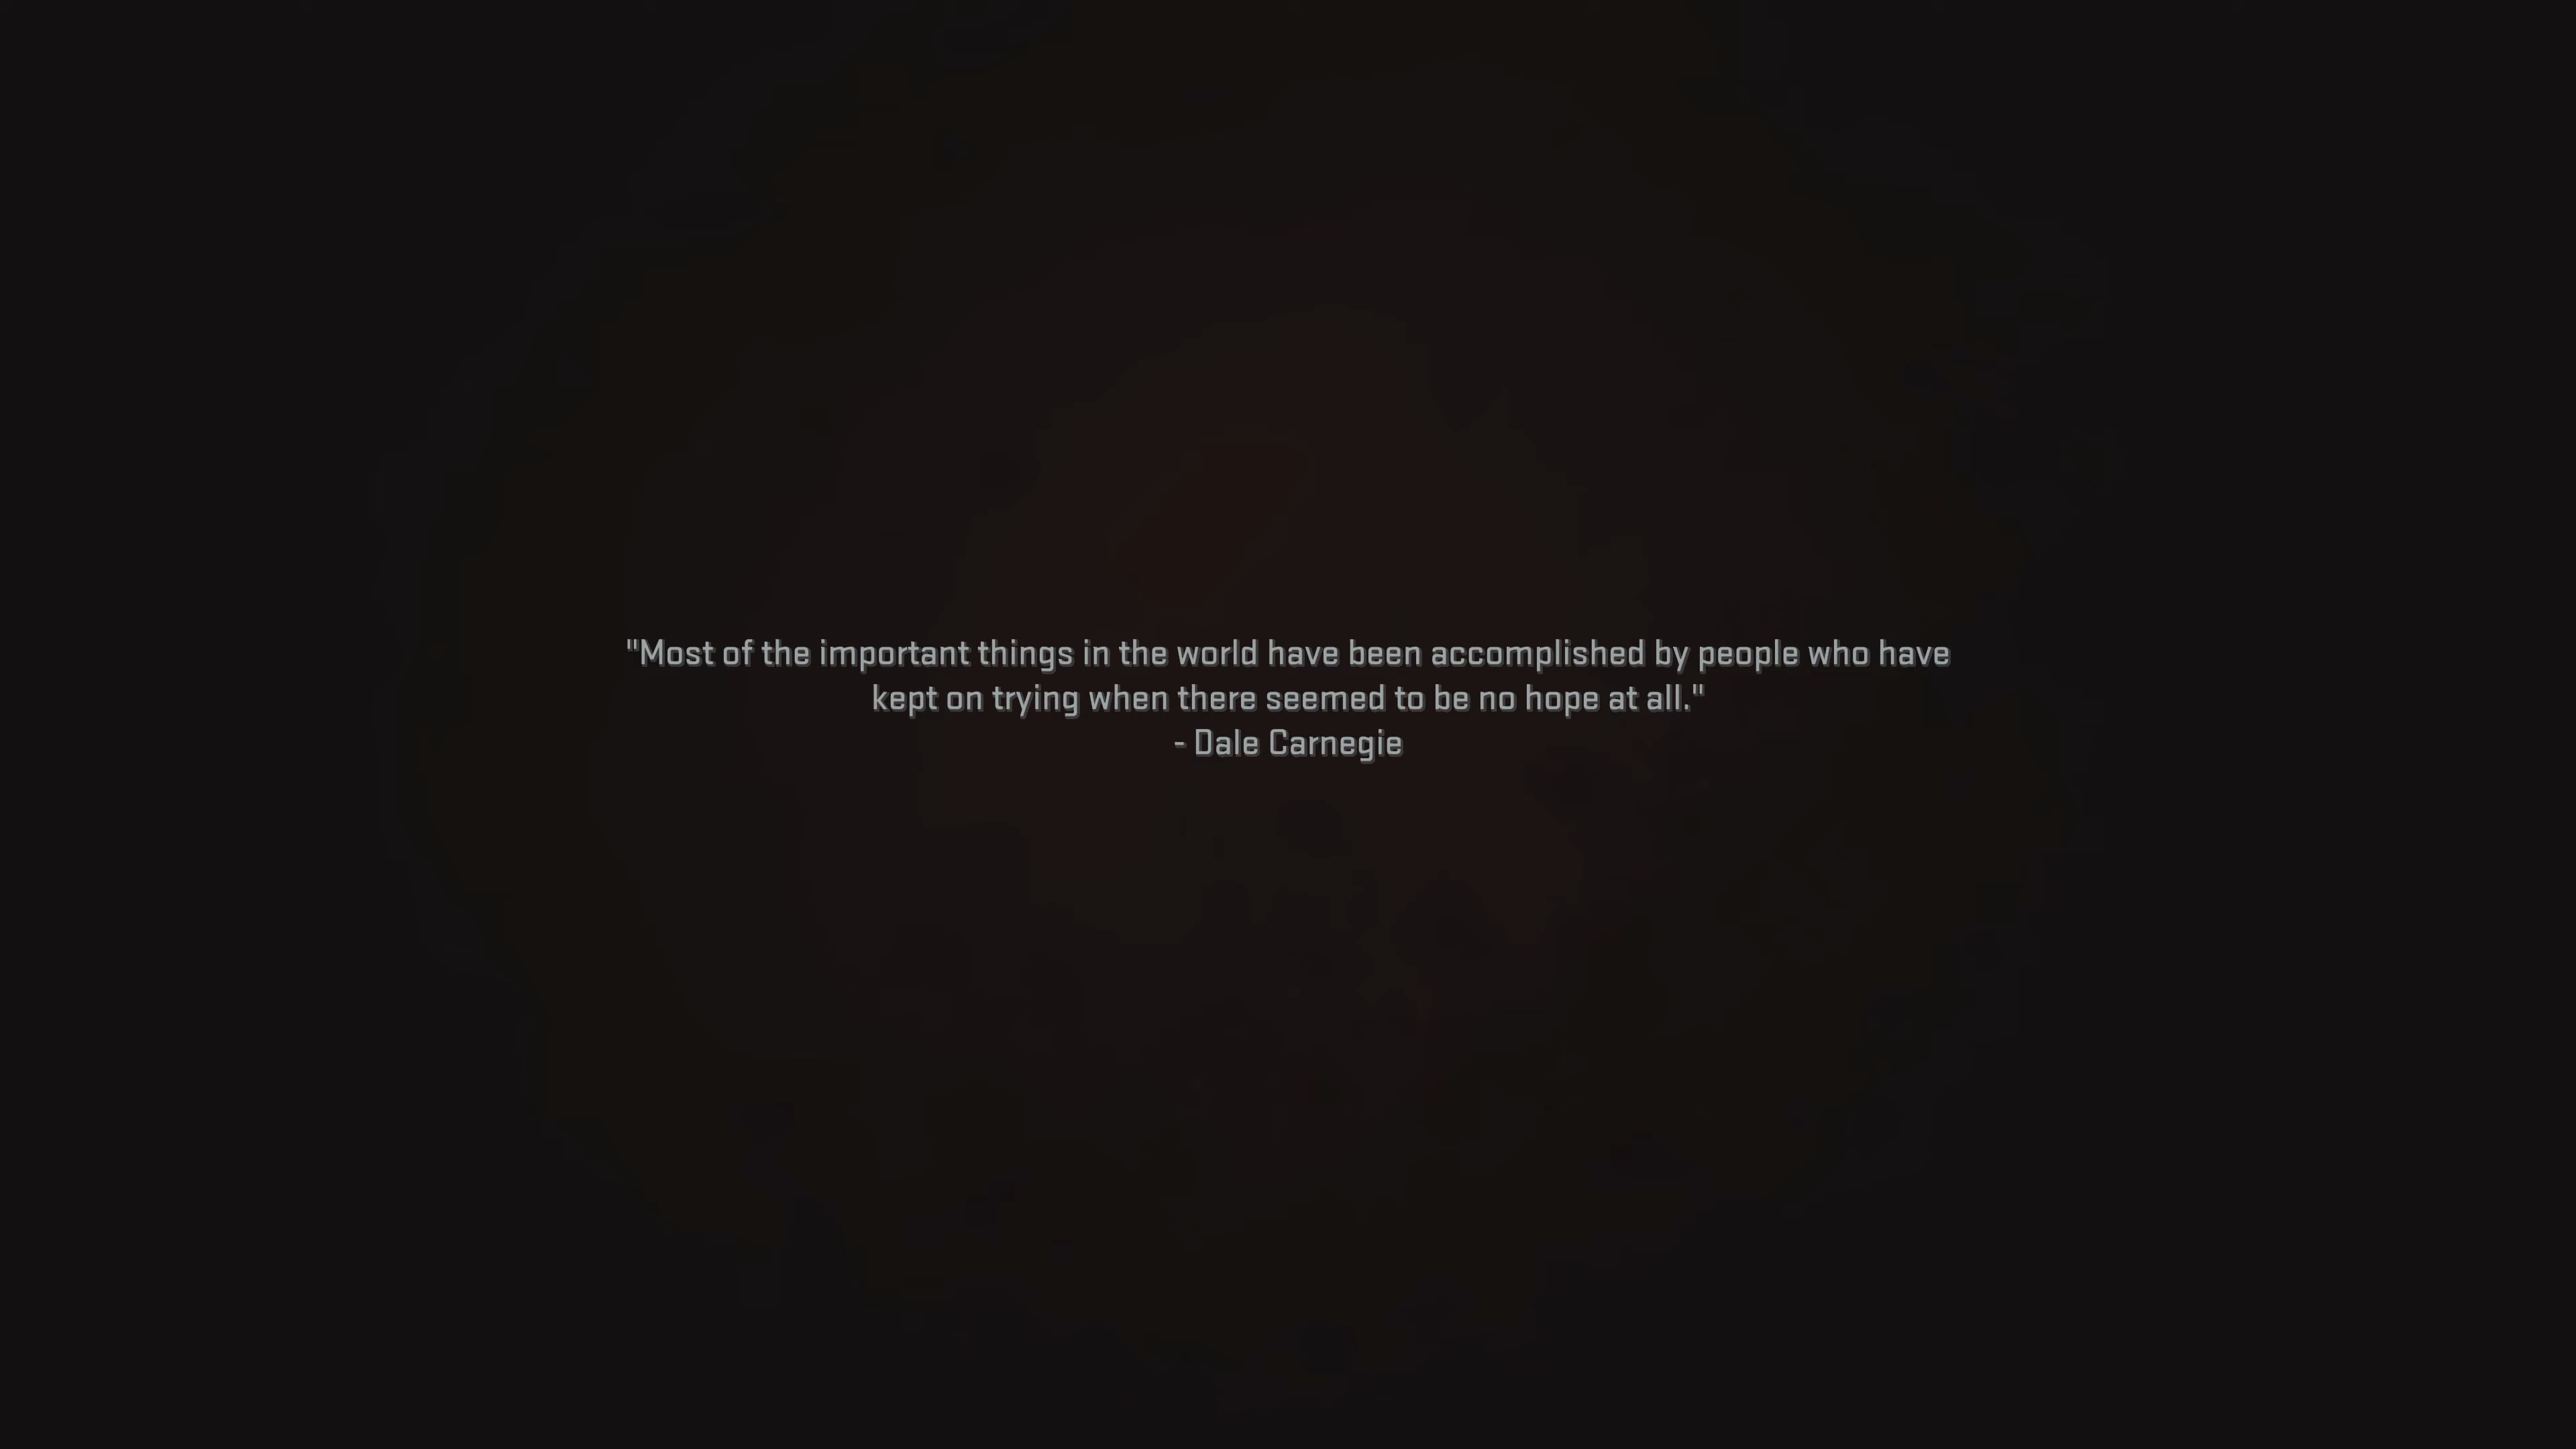 "Most of the important things in the world have been accomplished by people who have
kept on trying when there seemed to be no hope at all."
- Dale Carnegie